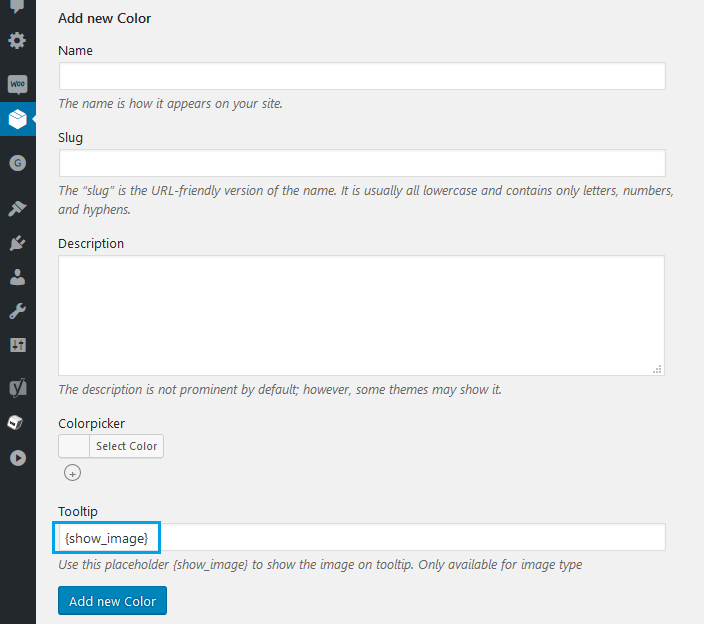 Add new Color
Name
The name is how it appears on your site.
Slug
The “slug” is the URL-friendly version of the name. It is usually all lowercase and contains only letters, numbers,
and hyphens.
Description
The description is not prominent by default; however, some themes may show it.
Colorpicker
Select Color
+
Tooltip
{show_image}
Use this placeholder {show_image} to show the image on tooltip. Only available for image type
Add new Color
Woo
G